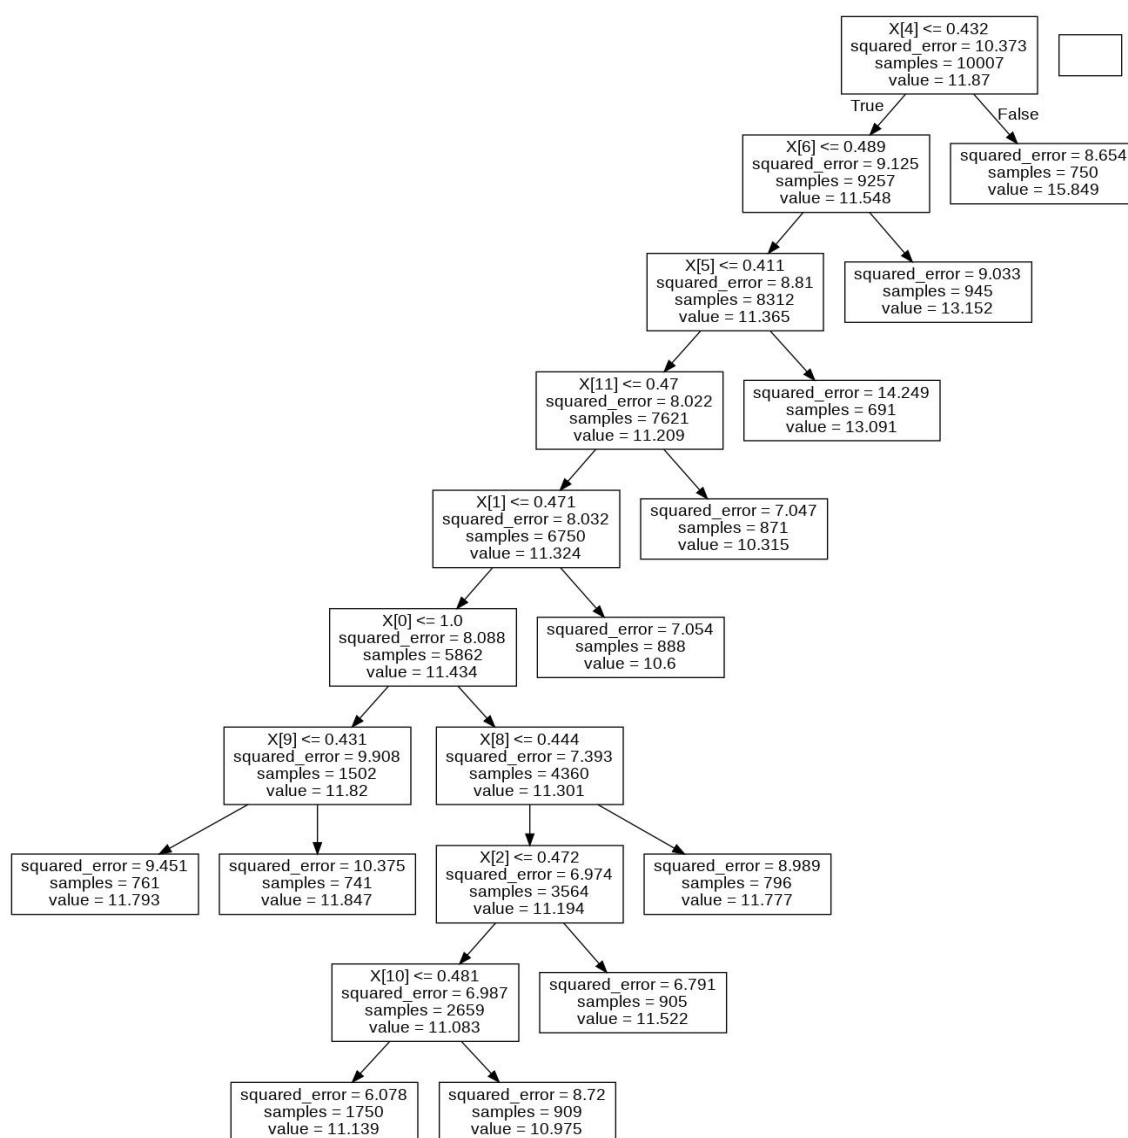 X[4] <= 0.432
squared_error = 10.373
samples = 10007
value = 11.87
True
False
X[6] <= 0.489
squared_error = 9.125
samples = 9257
value = 11.548
squared_error = 8.654
samples = 750
value = 15.849
X[5] <= 0.411
squared_error = 8.81
samples = 8312
value = 11.365
squared_error = 9.033
samples = 945
value = 13.152
X[11] <= 0.47
squared_error = 8.022
samples = 7621
value = 11.209
squared_error = 14.249
samples = 691
value = 13.091
X[1] <= 0.471
squared_error = 8.032
samples = 6750
value = 11.324
squared_error = 7.047
samples = 871
value = 10.315
X[0] <= 1.0
squared_error = 8.088
samples = 5862
value = 11.434
squared_error = 7.054
samples = 888
value = 10.6
X[9] <= 0.431
squared_error = 9.908
samples = 1502
value = 11.82
X[8] <= 0.444
squared_error = 7.393
samples = 4360
value = 11.301
squared_error = 9.451
samples = 761
value = 11.793
squared_error = 10.375
samples = 741
value = 11.847
X[2] <= 0.472
squared_error = 6.974
samples = 3564
value = 11.194
squared_error = 8.989
samples = 796
value = 11.777
X[10] <= 0.481
squared_error = 6.987
samples = 2659
value = 11.083
squared_error = 6.791
samples = 905
value = 11.522
squared_error = 6.078
samples = 1750
value = 11.139
squared_error = 8.72
samples = 909
value = 10.975